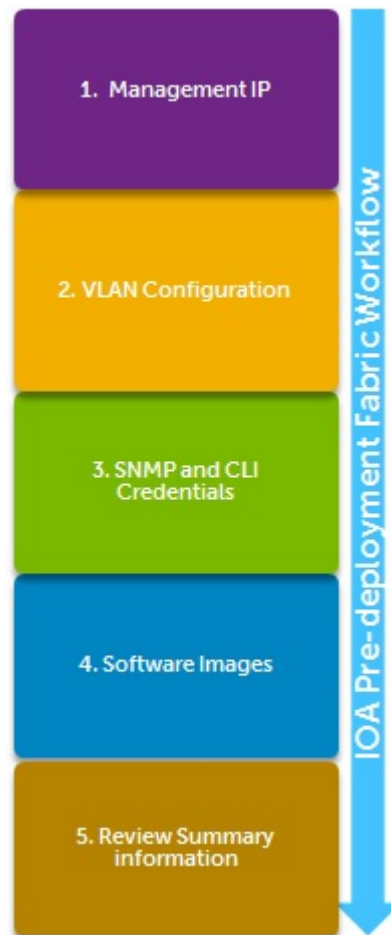 1. Management IP
2. VLAN Configuration
3. SNMP and CLI
Credentials
4. Software Images
5. Review Summary
information
IOA Pre-deployment Fabric Workflow